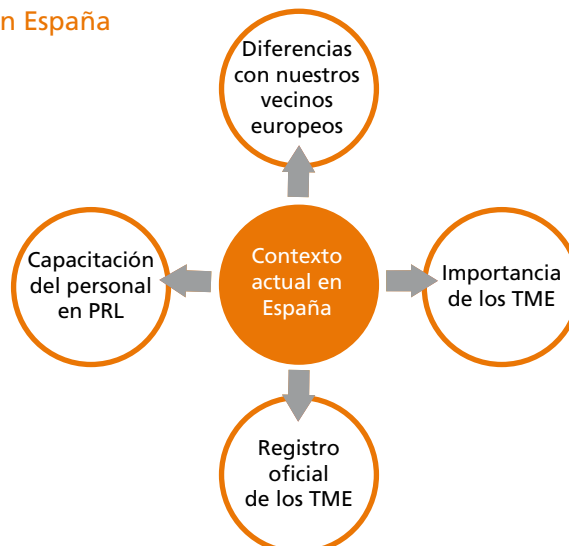 n España
Diferencias
con nuestros
vecinos
europeos
Capacitación
del personal
en PRL
Contexto
actual en
España
Importancia
de los TME
Registro
oficial
de los TME